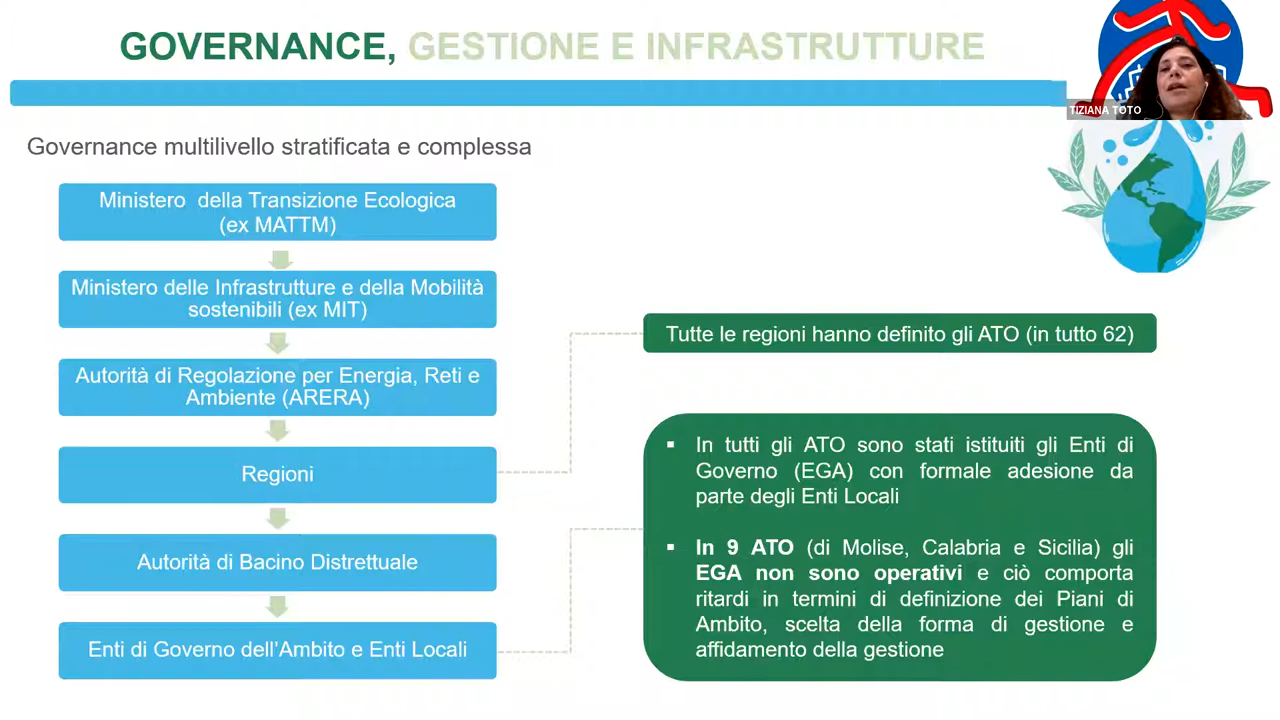 GOVERNANCE, GESTIONE E INFRASTRUTTURE
TIZIANA TOTO
Governance multilivello stratificata e complessa
Ministero della Transizione Ecologica
(ex MATTM)
Ministero delle Infrastrutture e della Mobilità
sostenibili (ex MIT)
Autorità di Regolazione per Energia, Reti e
Ambiente (ARERA)
Regioni
Autorità di Bacino Distrettuale
Enti di Governo dell'Ambito e Enti Locali
Tutte le regioni hanno definito gli ATO (in tutto 62)
▪ In tutti gli ATO sono stati istituiti gli Enti di
Governo (EGA) con formale adesione da
parte degli Enti Locali
▪ In 9 ATO (di Molise, Calabria e Sicilia) gli
EGA non sono operativi e ciò comporta
ritardi in termini di definizione dei Piani di
Ambito, scelta della forma di gestione e
affidamento della gestione